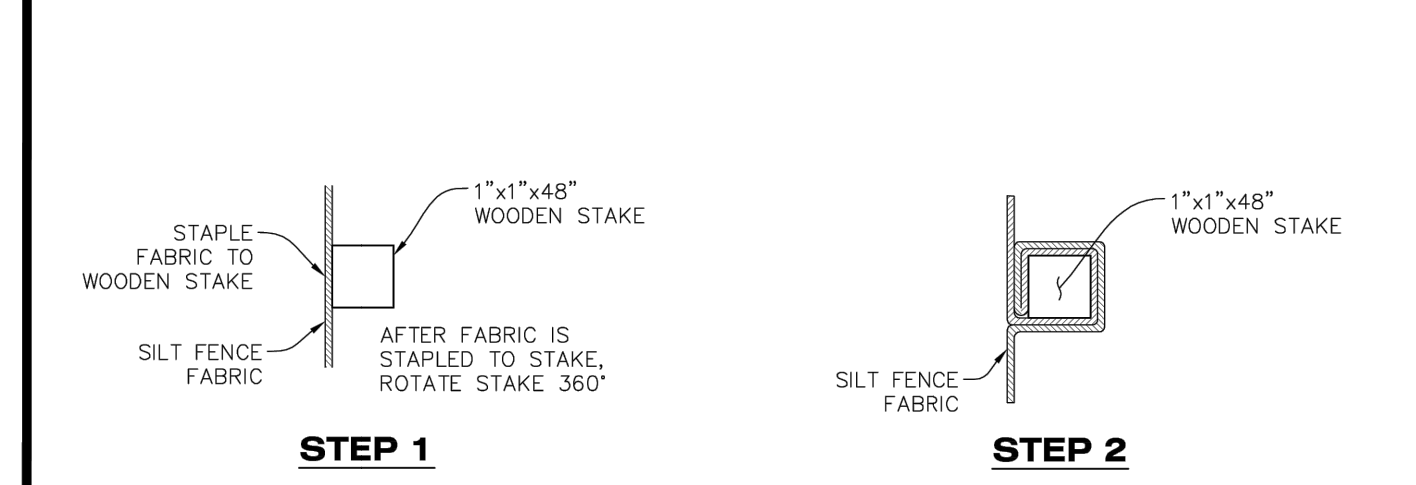 STAPLE
FABRIC TO
WOODEN STAKE
1”x1”x48”
WOODEN STAKE
SILT FENCE
FABRIC
AFTER FABRIC IS
STAPLED TO STAKE,
ROTATE STAKE 360°
STEP 1
1”x1”x48”
WOODEN STAKE
SILT FENCE
FABRIC
STEP 2